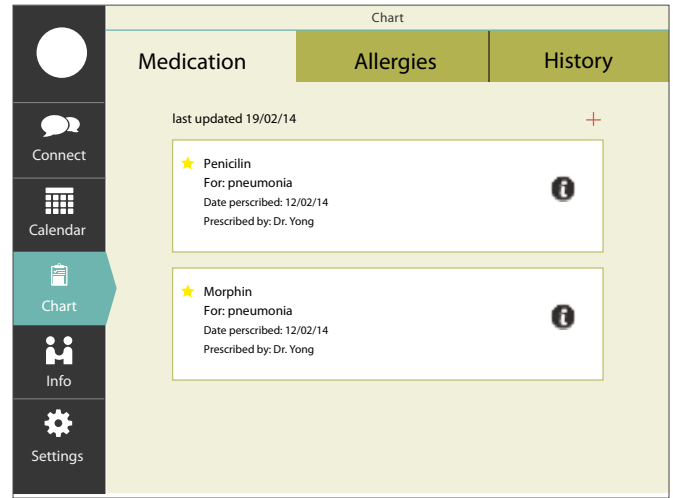 Chart
Medication
Allergies
History
Connect
Calendar
Chart
Info
Settings
last updated 19/02/14
+
Penicilin
For: pneumonia
Date perscribed: 12/02/14
Prescribed by: Dr. Yong
Morphin
For: pneumonia
Date perscribed: 12/02/14
Prescribed by: Dr. Yong